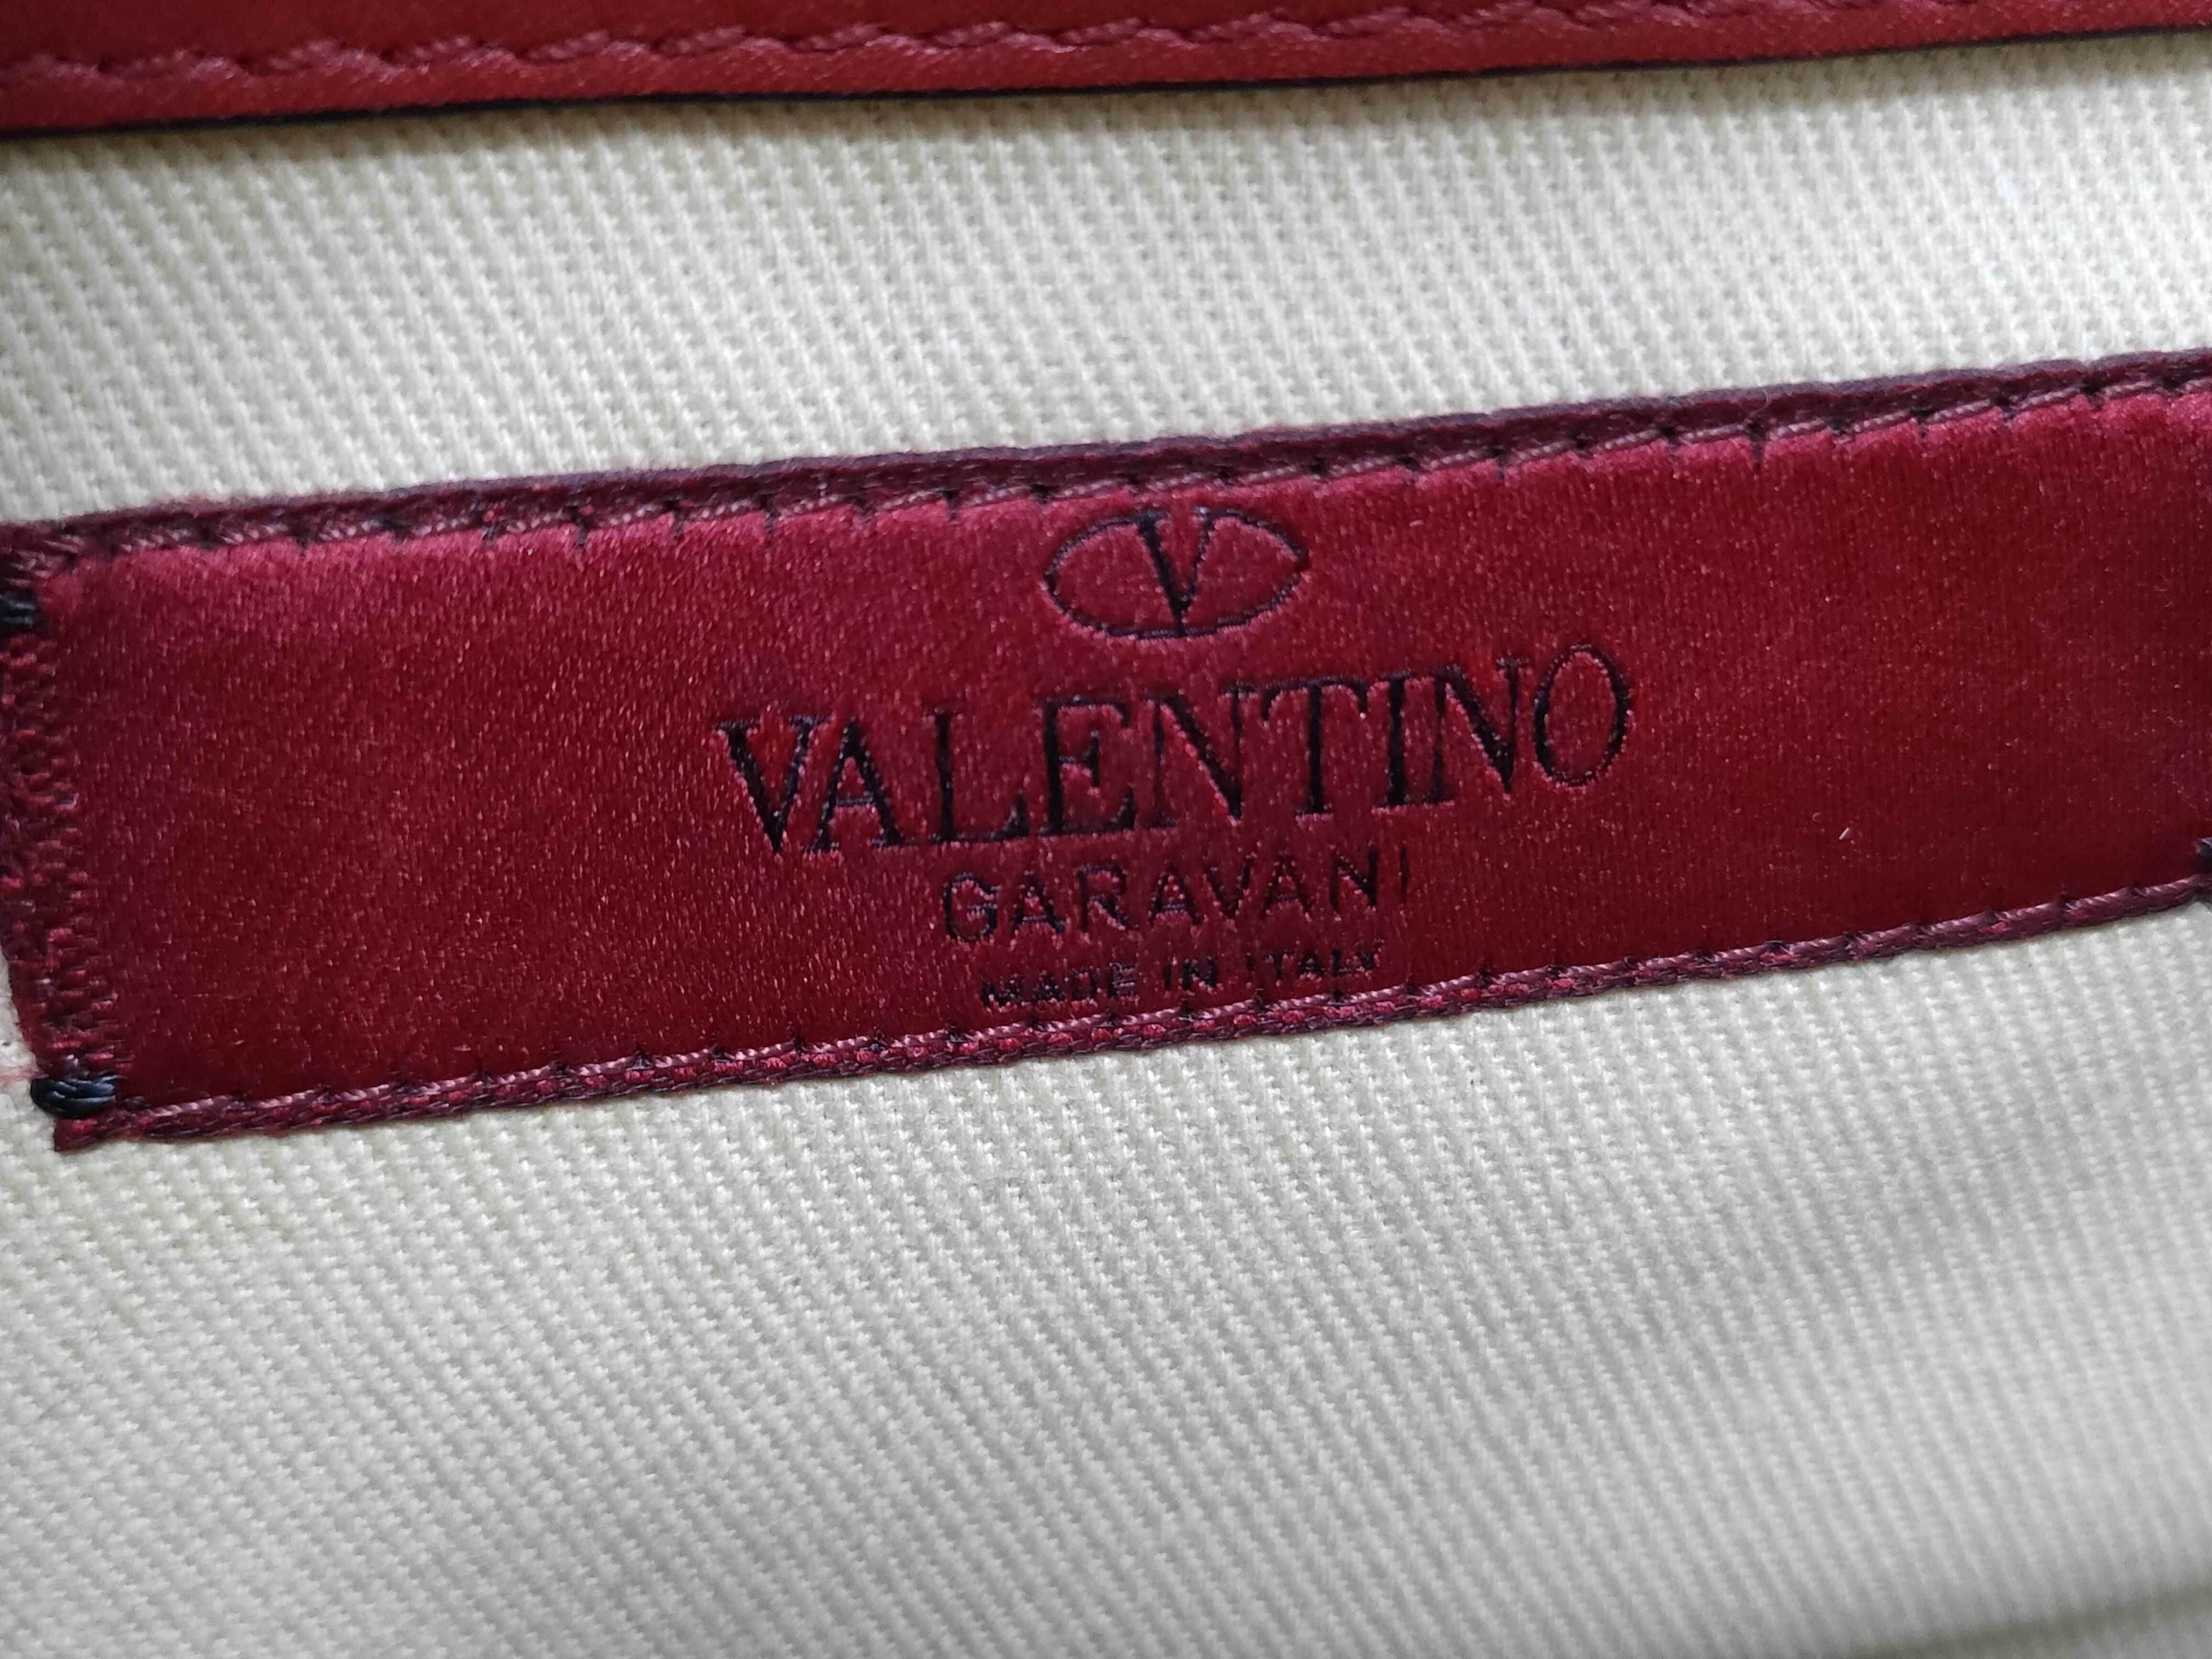 V
VALENTINO
GARAVANI
MADE IN ITALY